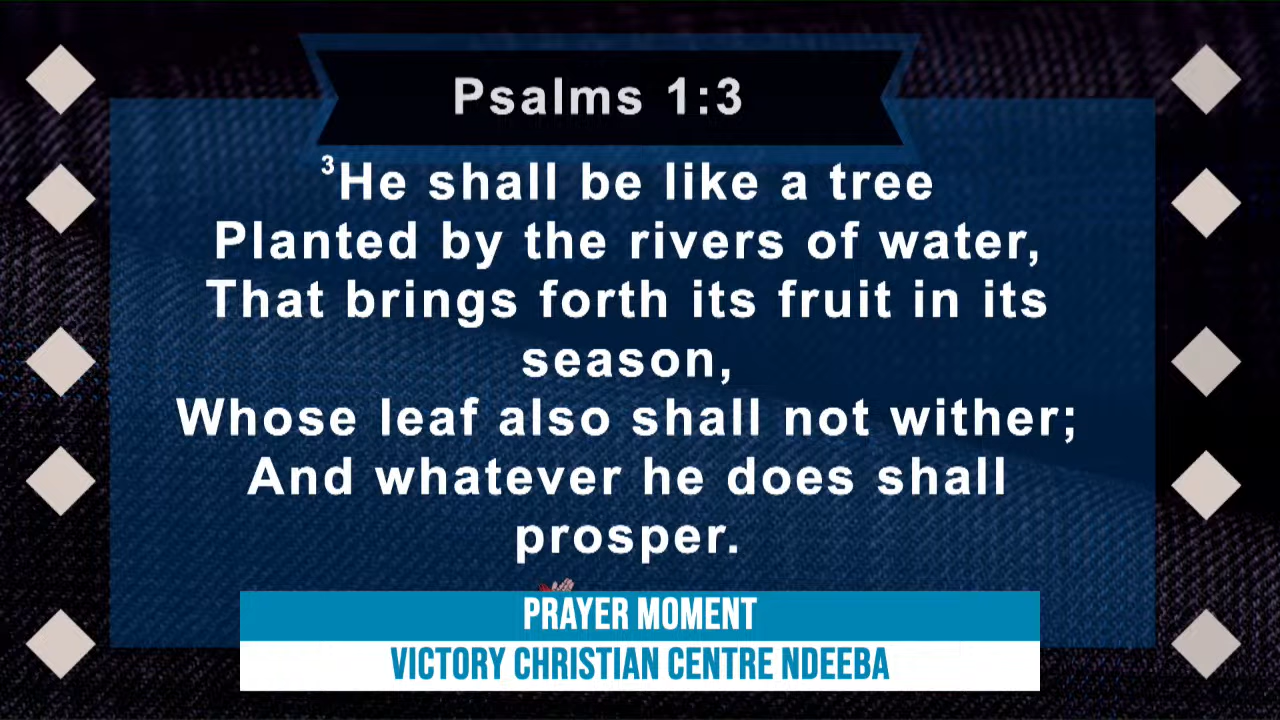 Psalms 1:3
³He shall be like a tree
Planted by the rivers of water,
That brings forth its fruit in its
season,
Whose leaf also shall not wither;
And whatever he does shall
prosper.
PRAYER MOMENT
VICTORY CHRISTIAN CENTRE NDEEBA